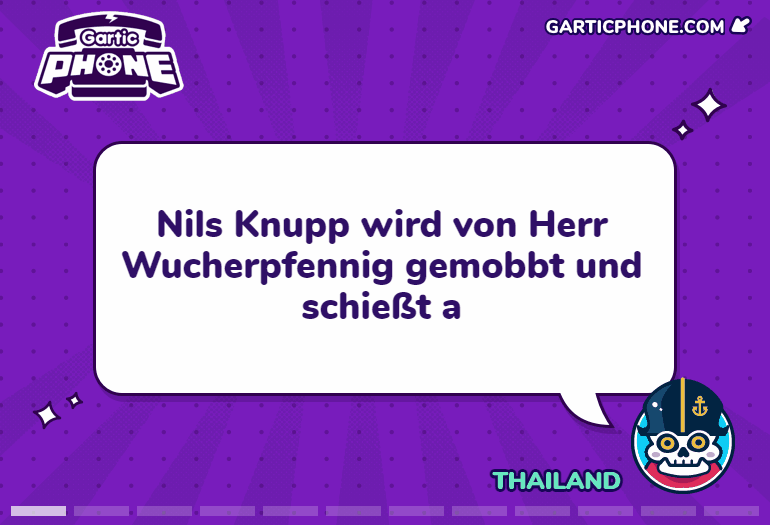 Gartic
PHONE
GARTICPHONE.COM
Nils Knupp wird von Herr
Wucherpfennig gemobbt und
schießt a
THAILAND